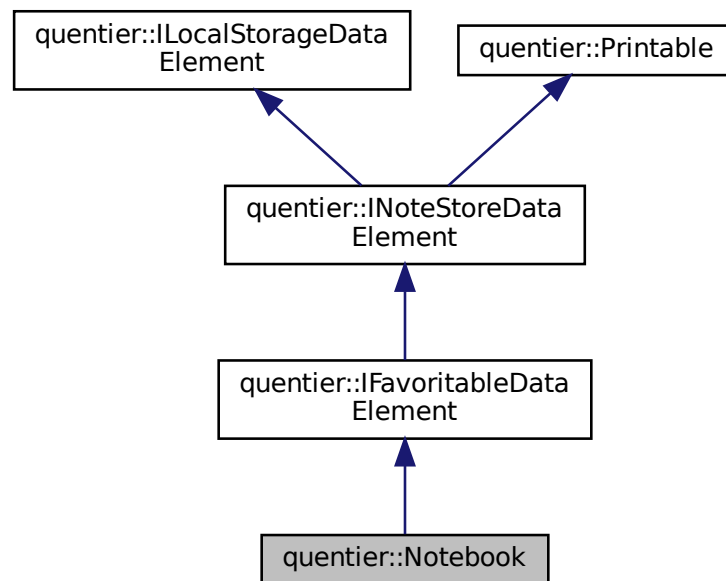 quentier::ILocalStorageData
Element
quentier::Printable
quentier::INoteStoreData
Element
quentier::IFavoritableData
Element
quentier::Notebook